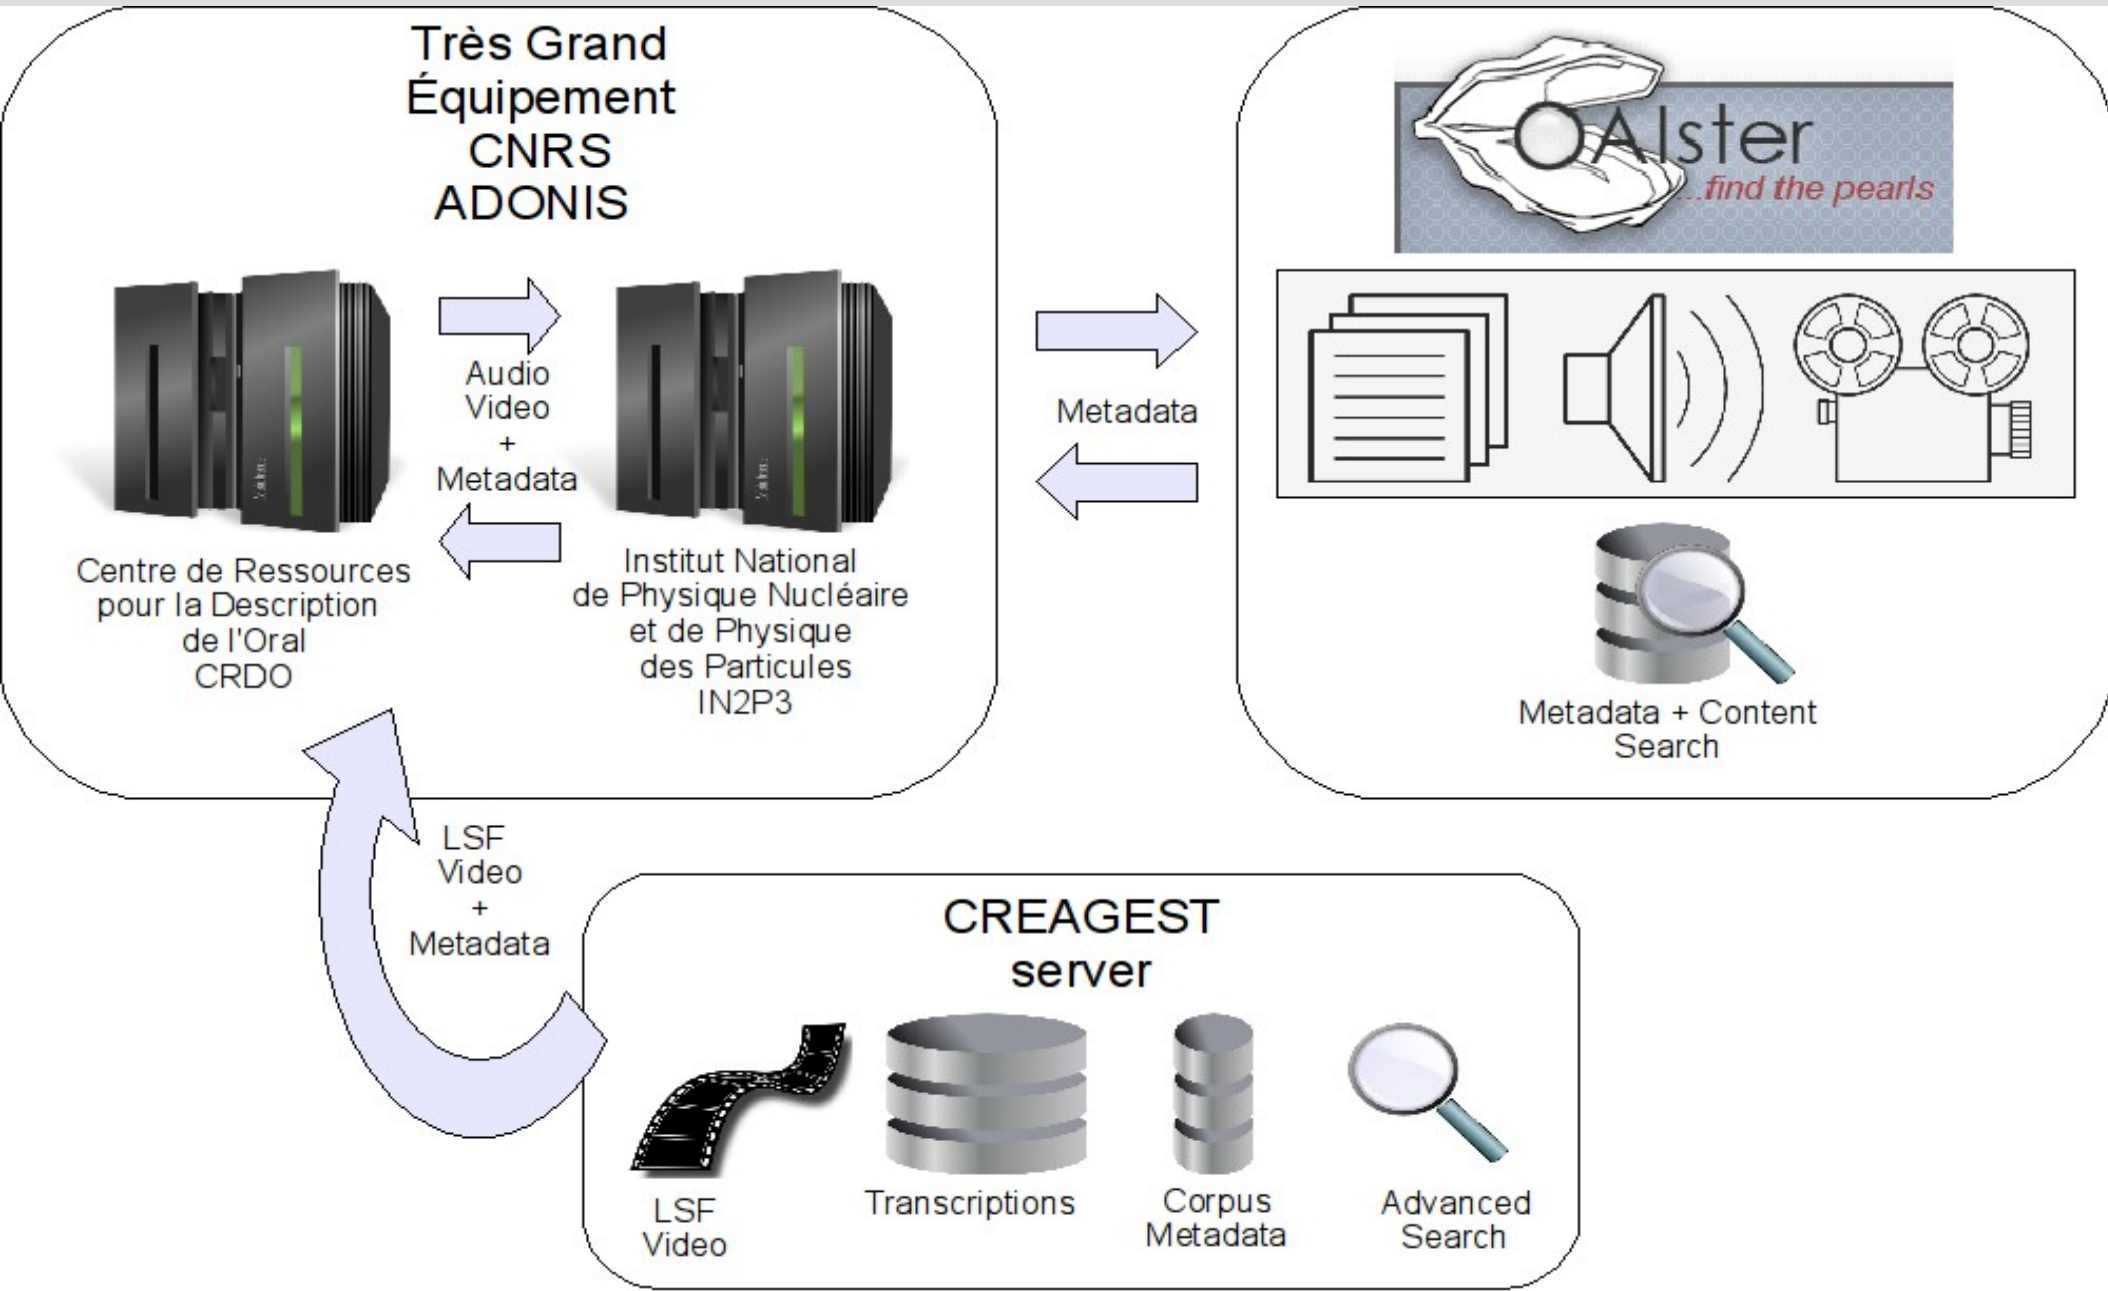 Très Grand
Équipement
CNRS
ADONIS
Audio
Video
+
Metadata
Centre de Ressources
pour la Description
de l'Oral
CRDO
Institut National
de Physique Nucléaire
et de Physique
des Particules
IN2P3
Metadata
OAIster
...find the pearls
Metadata + Content
Search
LSF
Video
+
Metadata
CREAGEST
server
LSF
Video
Transcriptions
Corpus
Metadata
Advanced
Search